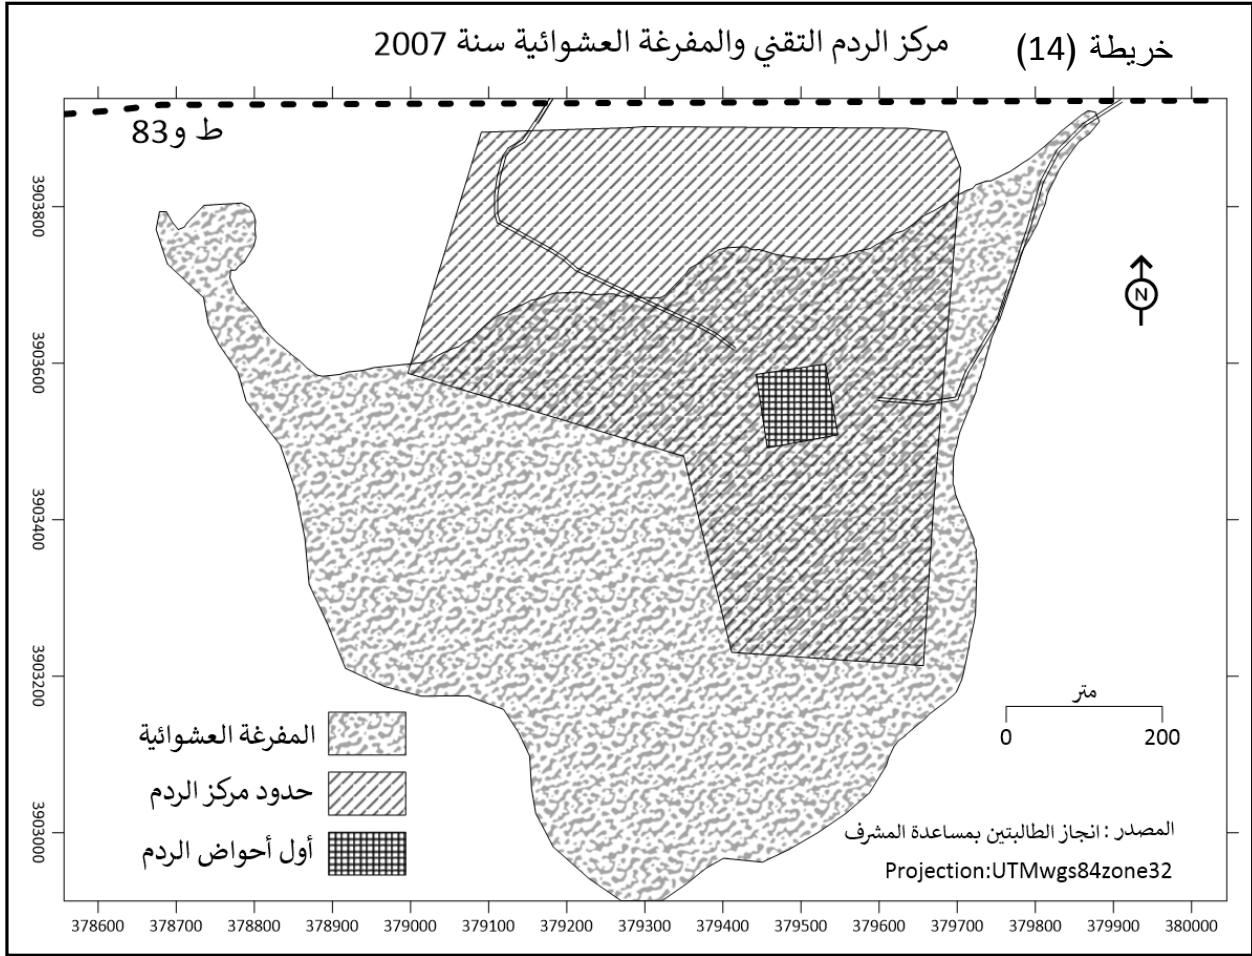 خريطة (14) مركز الردم التقني والمفرغة العشوائية سنة 2007
ط و83
3903800
3903600
3903400
3903200
3903000
N
متر
0 200
المفرغة العشوائية
حدود مركز الردم
أول أحواض الردم
المصدر : انجاز الطالبتين بمساعدة المشرف
Projection:UTMwgs84zone32
378600 378700 378800 378900 379000 379100 379200 379300 379400 379500 379600 379700 379800 379900 380000